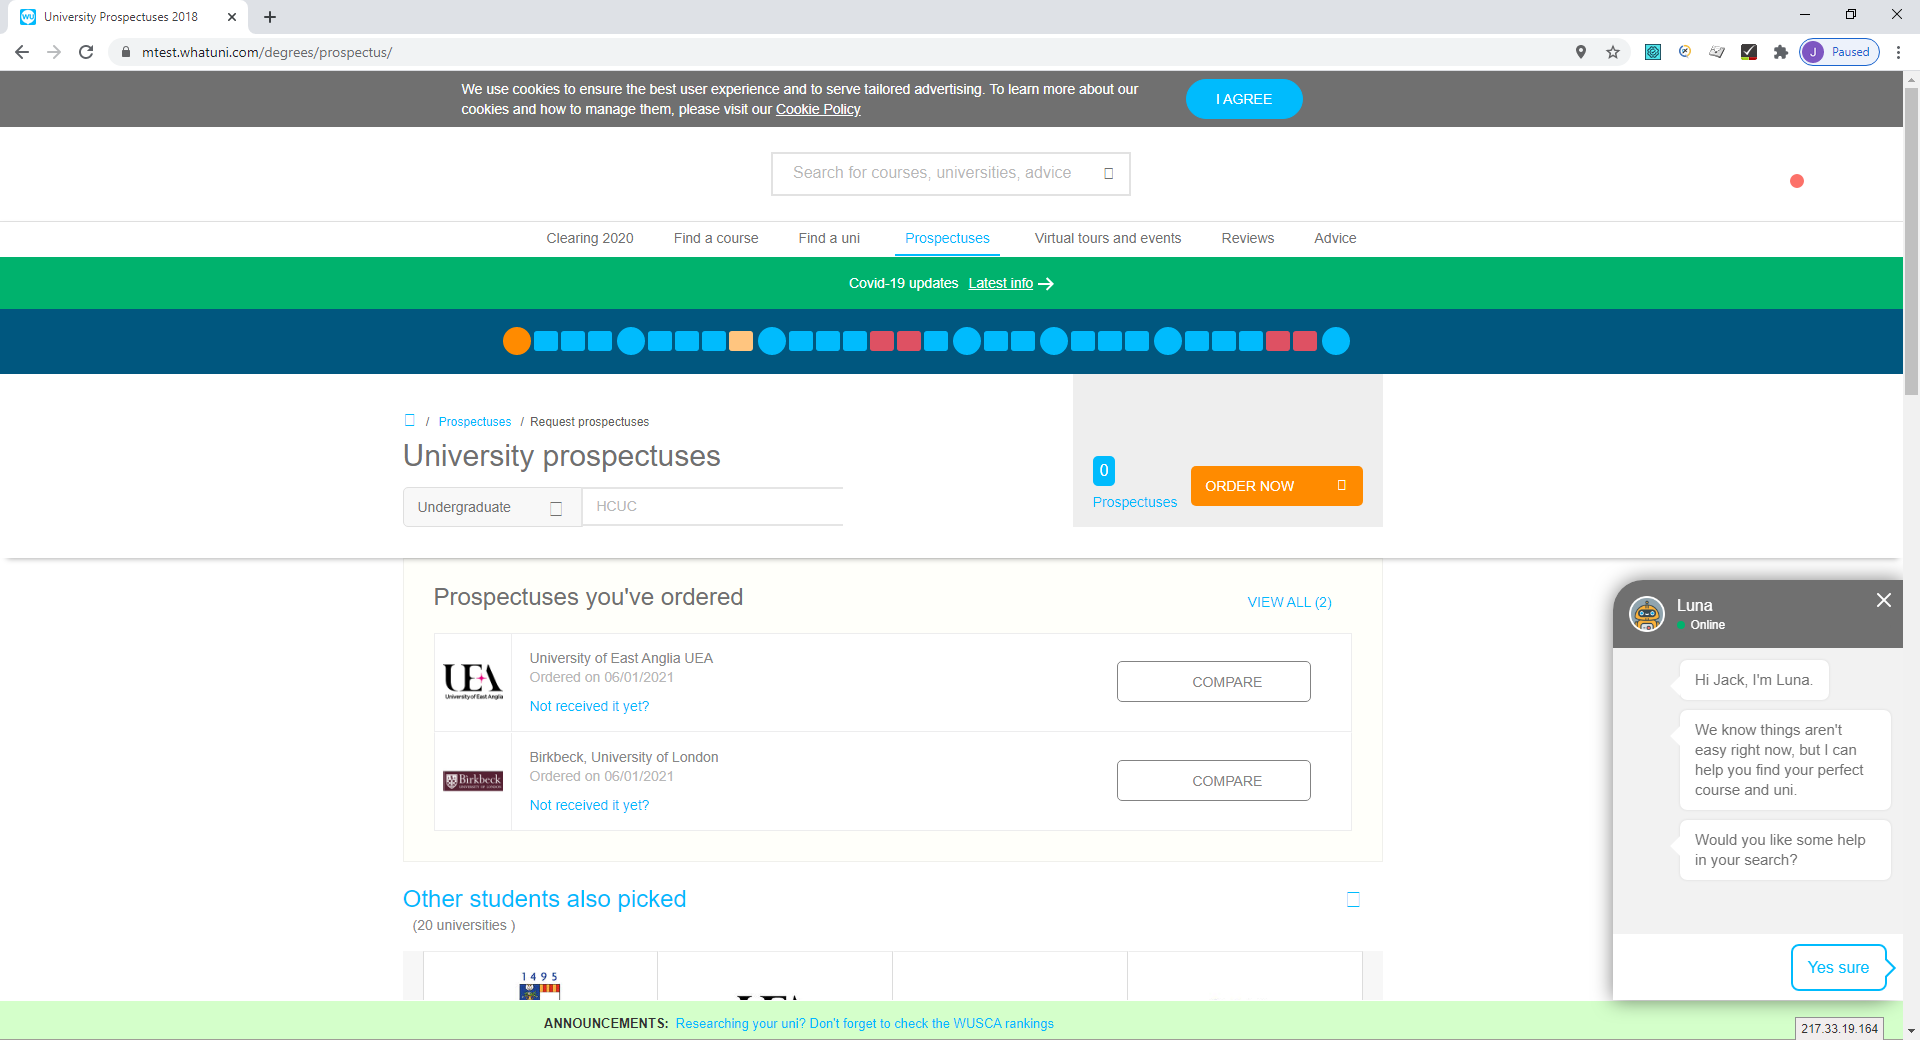 University Prospectuses 2018
mtest.whatuni.com/degrees/prospectus/
J Paused
We use cookies to ensure the best user experience and to serve tailored advertising. To learn more about our
cookies and how to manage them, please visit our Cookie Policy
I AGREE
Search for courses, universities, advice
Clearing 2020
Find a course
Find a uni
Prospectuses
Virtual tours and events
Reviews
Advice
Covid-19 updates Latest info
/ Prospectuses / Request prospectuses
University prospectuses
Undergraduate
HCUC
0
Prospectuses
ORDER NOW
Prospectuses you've ordered
VIEW ALL (2)
UEA
University of East Anglia
University of East Anglia UEA
Ordered on 06/01/2021
Not received it yet?
COMPARE
Birkbeck
UNIVERSITY OF LONDON
Birkbeck, University of London
Ordered on 06/01/2021
Not received it yet?
COMPARE
Other students also picked
(20 universities )
1495
UEA
Luna
Online
Hi Jack, I'm Luna.
We know things aren't
easy right now, but I can
help you find your perfect
course and uni.
Would you like some help
in your search?
Yes sure
ANNOUNCEMENTS: Researching your uni? Don't forget to check the WUSCA rankings
217.33.19.164